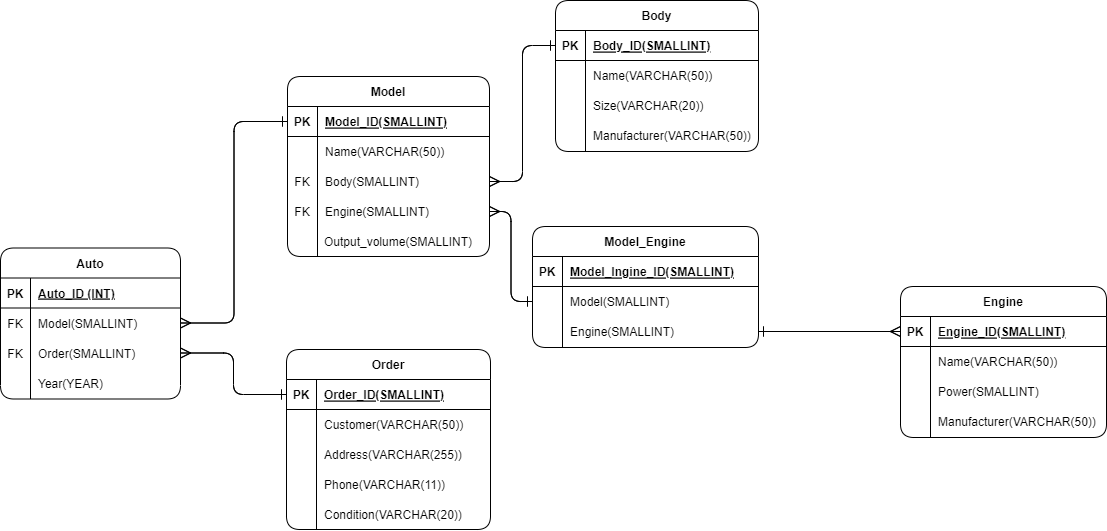 Body
PK Body_ID(SMALLINT)
Name(VARCHAR(50))
Size(VARCHAR(20))
Manufacturer(VARCHAR(50))
Model
PK Model_ID(SMALLINT)
Name(VARCHAR(50))
FK Body(SMALLINT)
FK Engine(SMALLINT)
Output_volume(SMALLINT)
Model_Engine
PK Model_Ingine_ID(SMALLINT)
Model(SMALLINT)
Engine(SMALLINT)
Auto
PK Auto_ID (INT)
FK Model(SMALLINT)
FK Order(SMALLINT)
Year(YEAR)
Engine
PK Engine_ID(SMALLINT)
Name(VARCHAR(50))
Power(SMALLINT)
Manufacturer(VARCHAR(50))
Order
PK Order_ID(SMALLINT)
Customer(VARCHAR(50))
Address(VARCHAR(255))
Phone(VARCHAR(11))
Condition(VARCHAR(20))